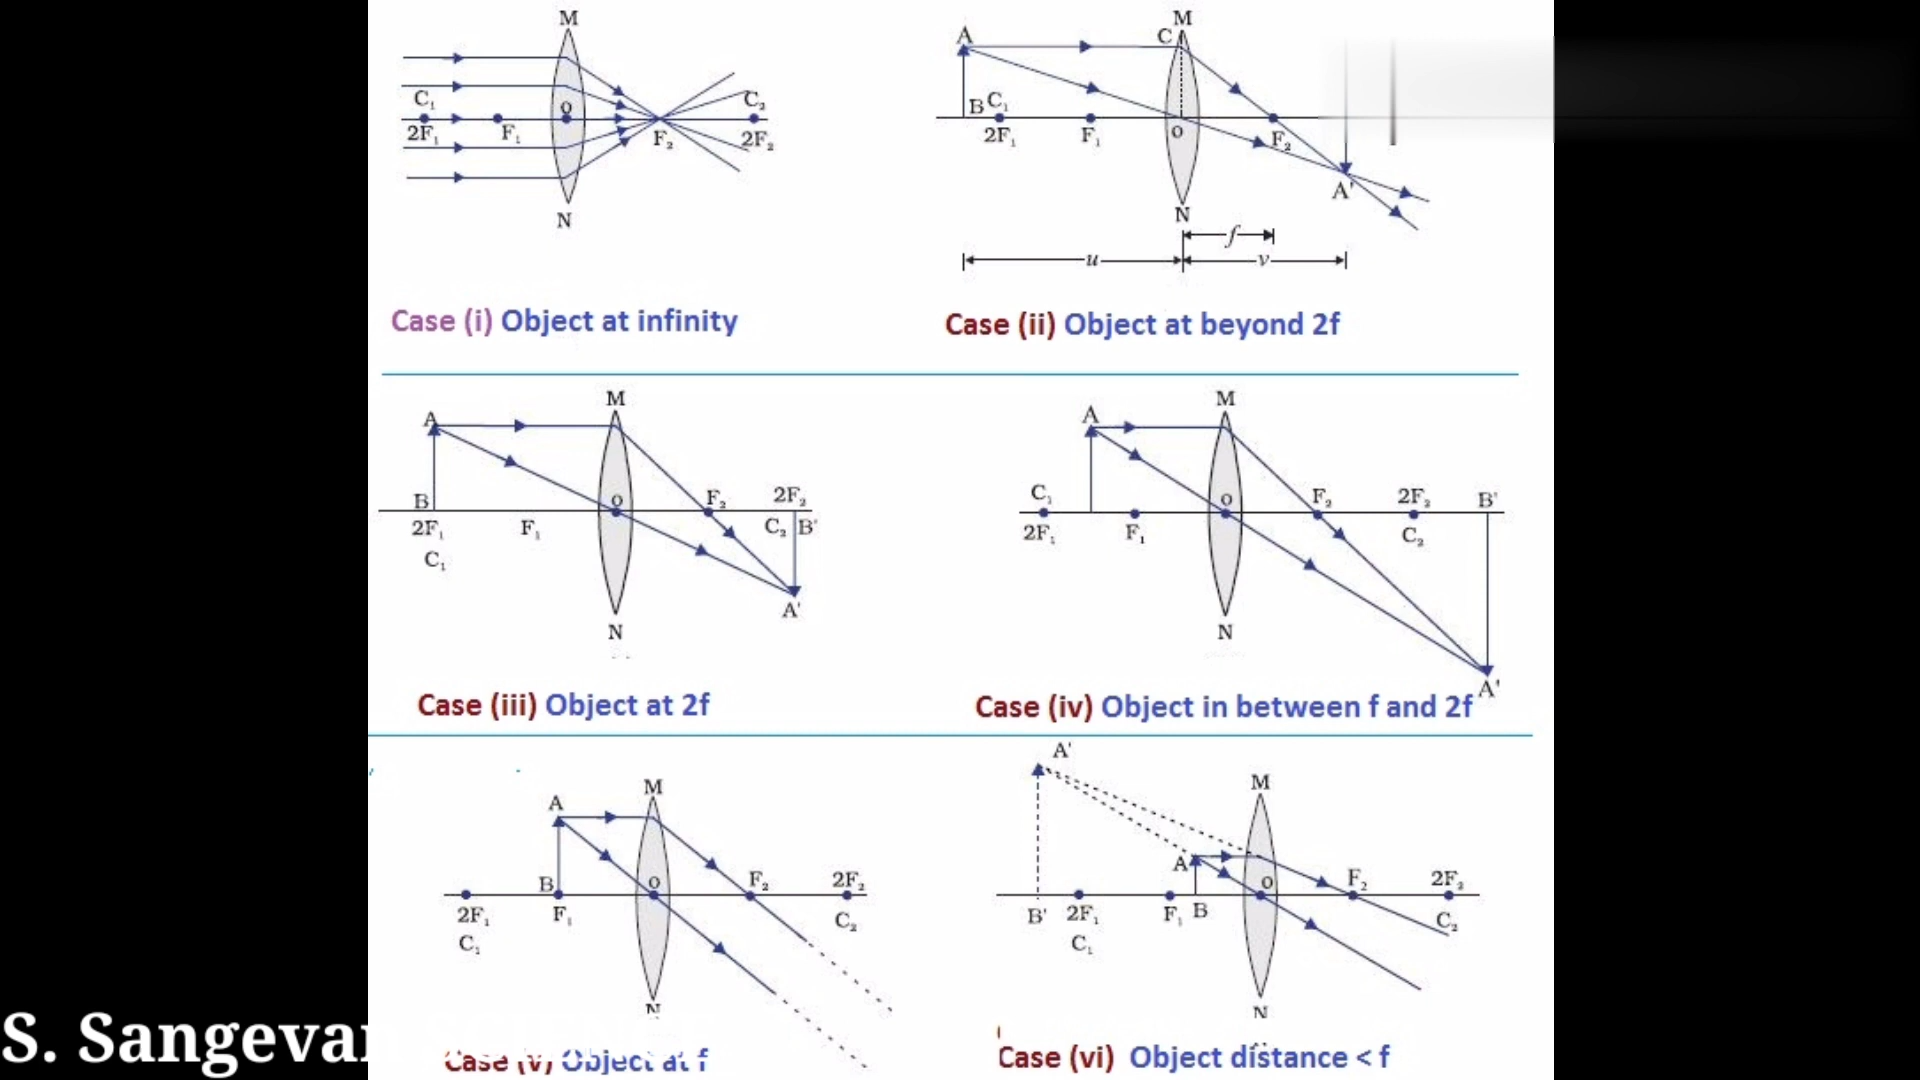 M
C₁
O
C₂
2F₁
F₁
F₂
2F₂
N
Case (i) Object at infinity
M
A
C
B C₁
2F₁
F₁
O
F₂
A'
N
f
u
v
Case (ii) Object at beyond 2f
M
A
B
O
F₂
2F₂
2F₁
F₁
C₂ B'
C₁
A'
N
Case (iii) Object at 2f
M
A
C₁
O
F₂
2F₂
B'
2F₁
F₁
C₂
N
A'
Case (iv) Object in between f and 2f
M
A
B
O
F₂
2F₂
2F₁
F₁
C₂
C₁
N
Case (v) Object at f
A'
M
A
O
F₂
2F₂
B'
2F₁
F₁ B
C₂
C₁
N
Case (vi) Object distance < f
S. Sangeva